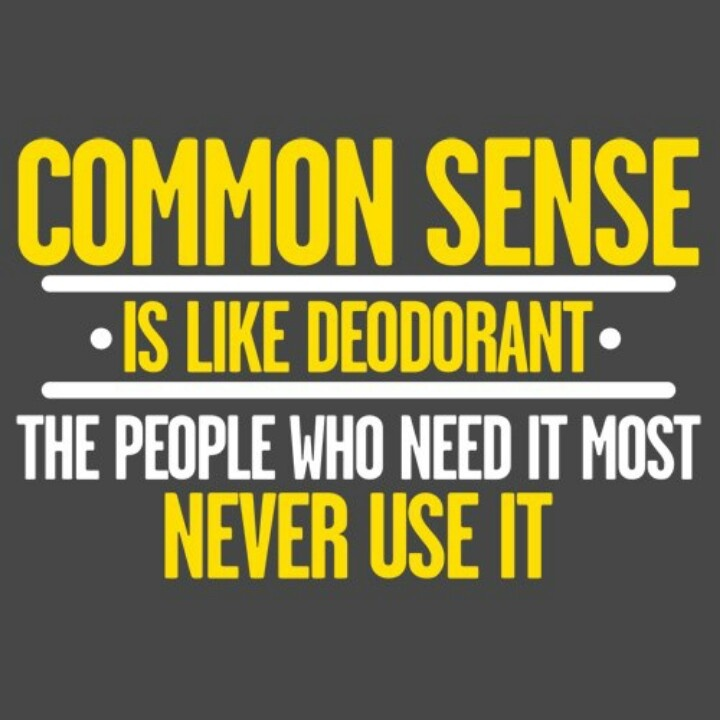 COMMON SENSE
• IS LIKE DEODORANT •
THE PEOPLE WHO NEED IT MOST
NEVER USE IT